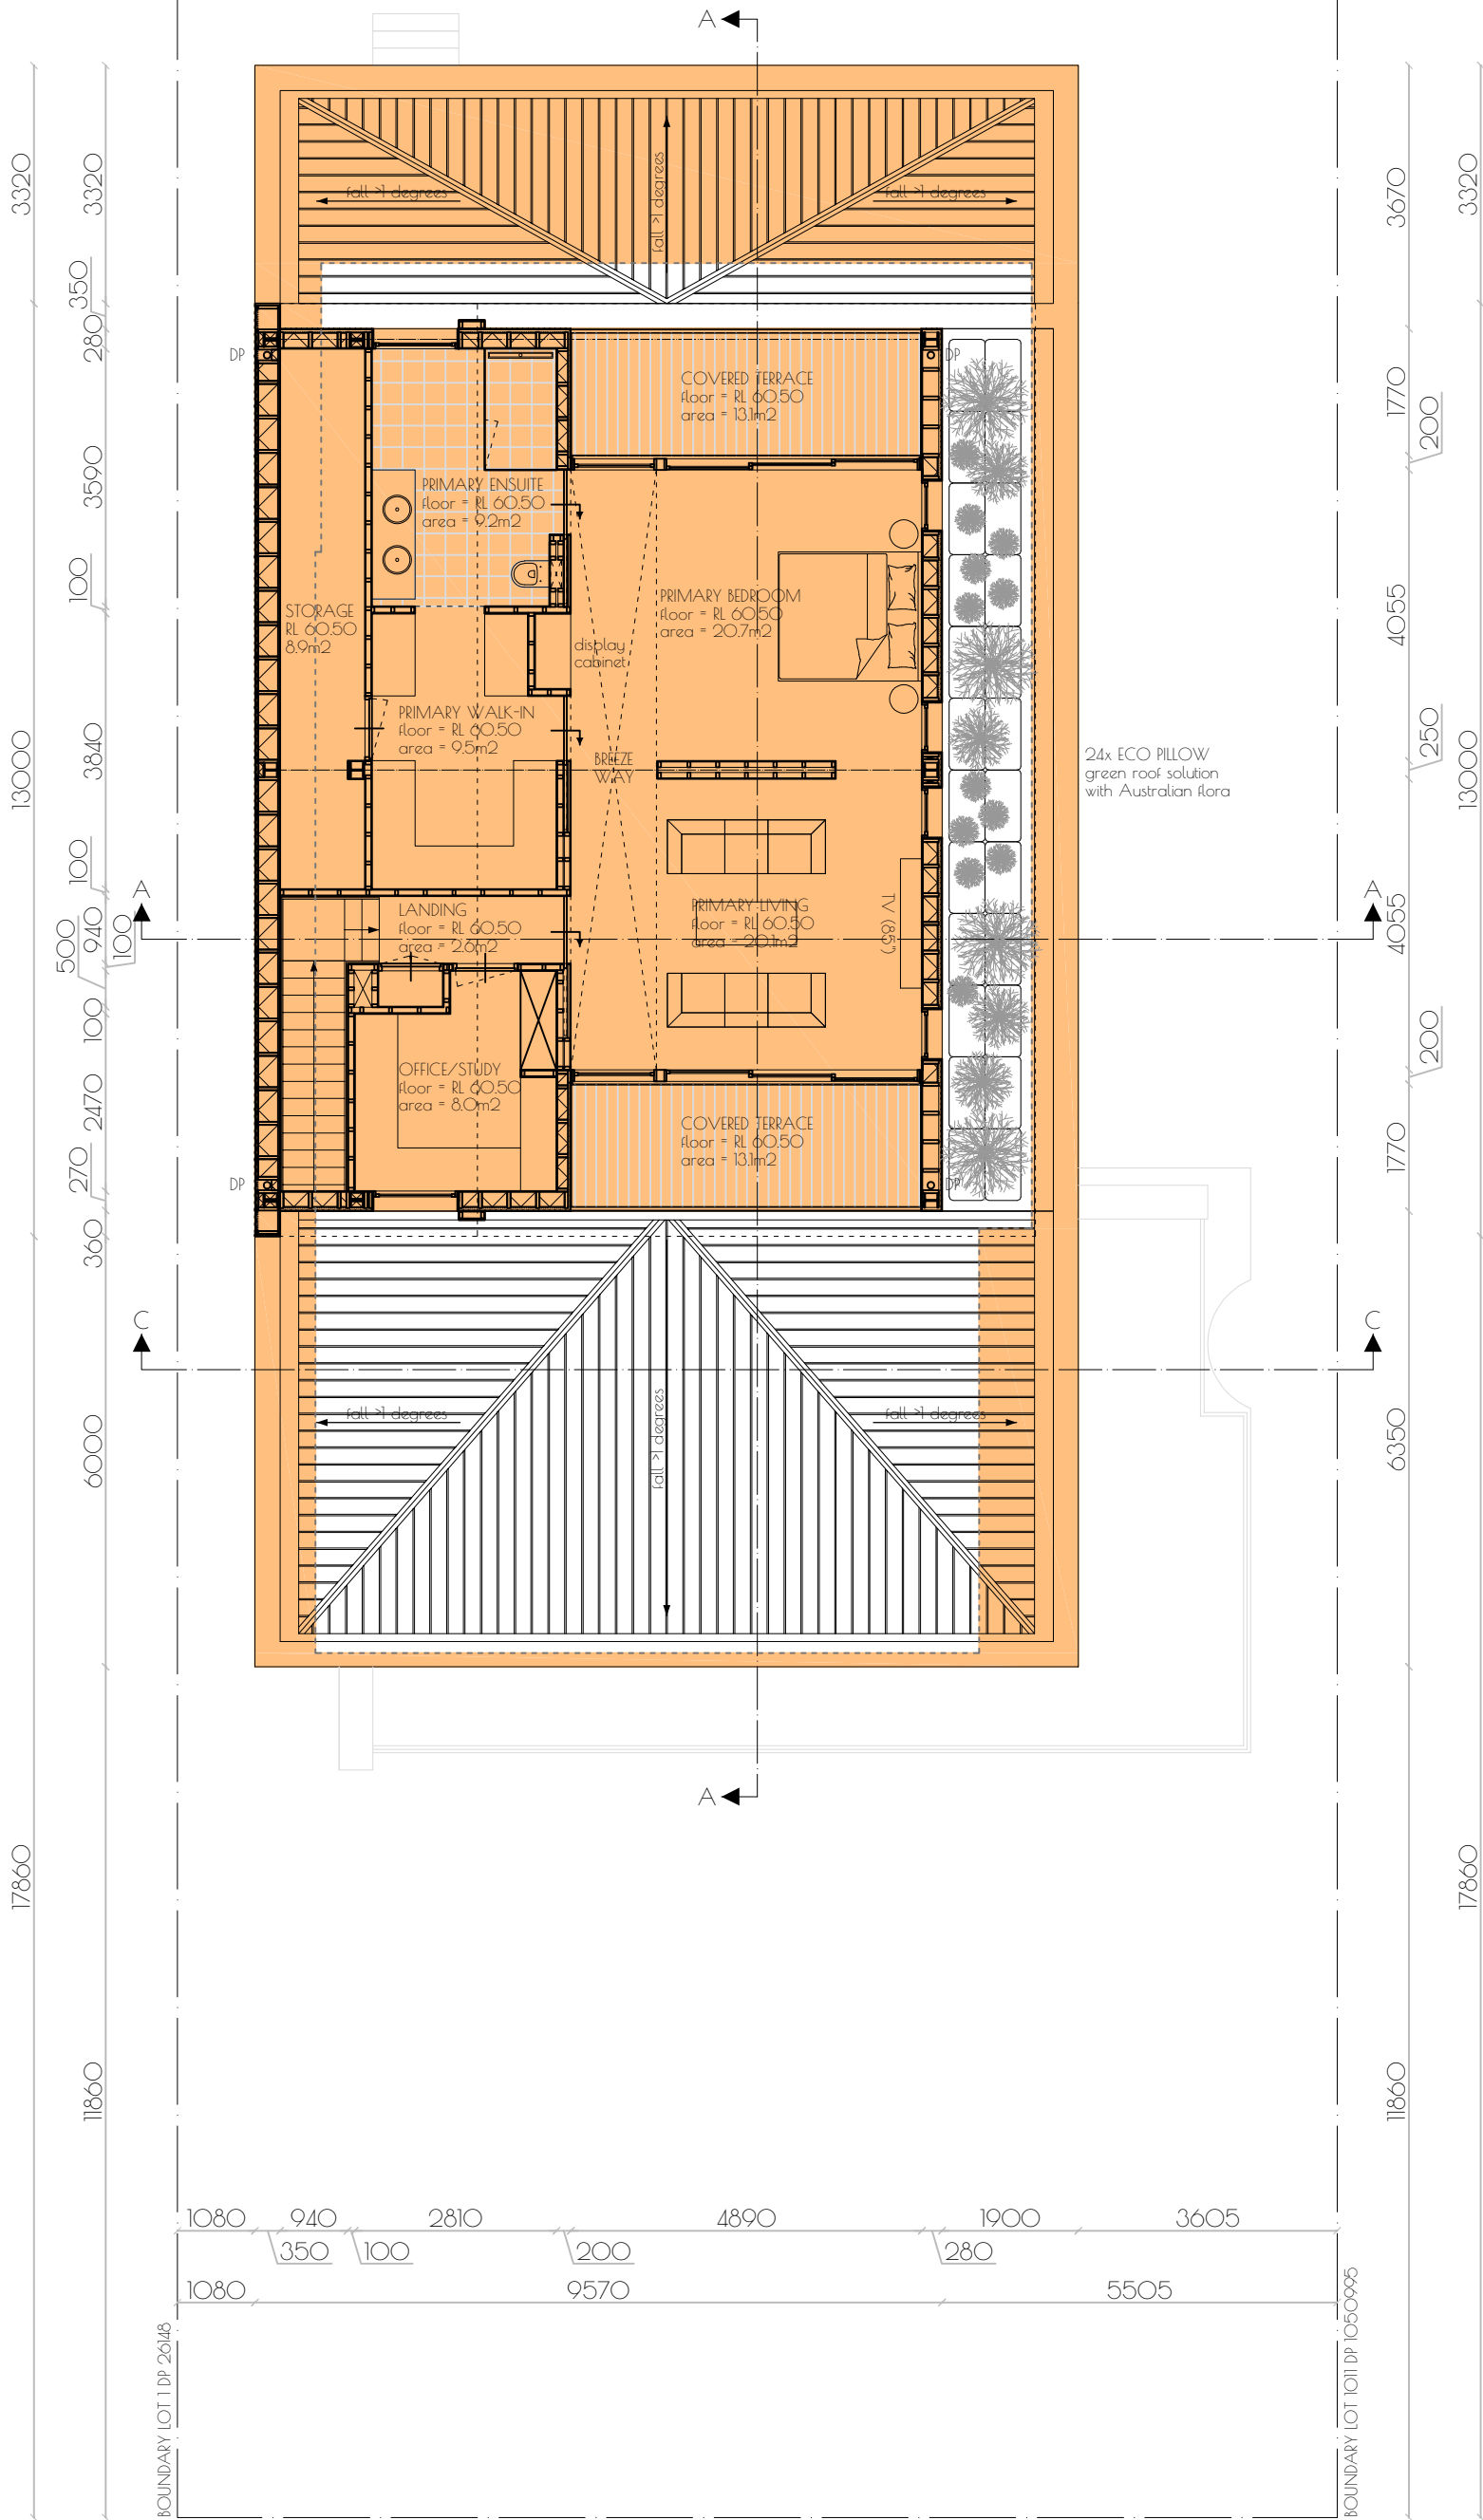 A
3320
3320
3670
3320
fall >1 degrees
fall >1 degrees
fall >1 degrees
350
280
DP
DP
COVERED TERRACE
floor = RL 60.50
area = 13.1m2
1770
200
3590
PRIMARY ENSUITE
floor = RL 60.50
area = 9.2m2
100
STORAGE
RL 60.50
8.9m2
PRIMARY BEDROOM
floor = RL 60.50
area = 20.7m2
display
cabinet
4055
PRIMARY WALK-IN
floor = RL 60.50
area = 9.5m2
BREEZE
WAY
13000
3840
250
13000
24x ECO PILLOW
green roof solution
with Australian flora
100
A
A
LANDING
floor = RL 60.50
area = 2.6m2
PRIMARY LIVING
floor = RL 60.50
area = 20.1m2
TV (85")
500
940
100
4055
100
200
OFFICE/STUDY
floor = RL 60.50
area = 8.0m2
2470
COVERED TERRACE
floor = RL 60.50
area = 13.1m2
1770
270
DP
DP
360
C
C
fall >1 degrees
fall >1 degrees
fall >1 degrees
6000
6350
A
17860
17860
11860
11860
1080
940
2810
4890
1900
3605
350
100
200
280
1080
9570
5505
BOUNDARY LOT 1 DP 26148
BOUNDARY LOT 1011 DP 1050995